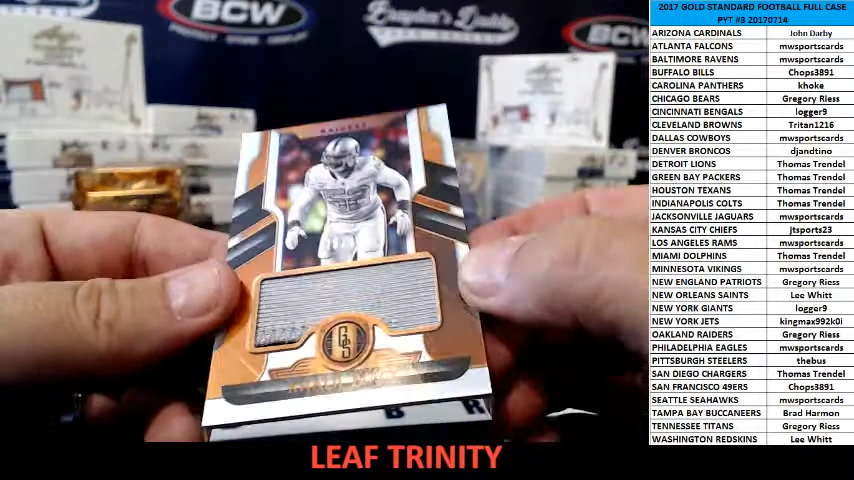 2017 GOLD STANDARD FOOTBALL FULL CASE
PYT #3 20170714
ARIZONA CARDINALS John Darby
ATLANTA FALCONS mwsportscards
BALTIMORE RAVENS mwsportscards
BUFFALO BILLS Chops3891
CAROLINA PANTHERS khoke
CHICAGO BEARS Gregory Riess
CINCINNATI BENGALS logger9
CLEVELAND BROWNS Tritan1216
DALLAS COWBOYS mwsportscards
DENVER BRONCOS djandtino
DETROIT LIONS Thomas Trendel
GREEN BAY PACKERS Thomas Trendel
HOUSTON TEXANS Thomas Trendel
INDIANAPOLIS COLTS Thomas Trendel
JACKSONVILLE JAGUARS mwsportscards
KANSAS CITY CHIEFS jtsports23
LOS ANGELES RAMS mwsportscards
MIAMI DOLPHINS Thomas Trendel
MINNESOTA VIKINGS mwsportscards
NEW ENGLAND PATRIOTS Gregory Riess
NEW ORLEANS SAINTS Lee Whitt
NEW YORK GIANTS logger9
NEW YORK JETS kingmax992k0i
OAKLAND RAIDERS Gregory Riess
PHILADELPHIA EAGLES mwsportscards
PITTSBURGH STEELERS thebus
SAN DIEGO CHARGERS Thomas Trendel
SAN FRANCISCO 49ERS Chops3891
SEATTLE SEAHAWKS mwsportscards
TAMPA BAY BUCCANEERS Brad Harmon
TENNESSEE TITANS Gregory Riess
WASHINGTON REDSKINS Lee Whitt
BCW
Brayden's Daddy
BCW
RAIDERS
GS
LEAF TRINITY